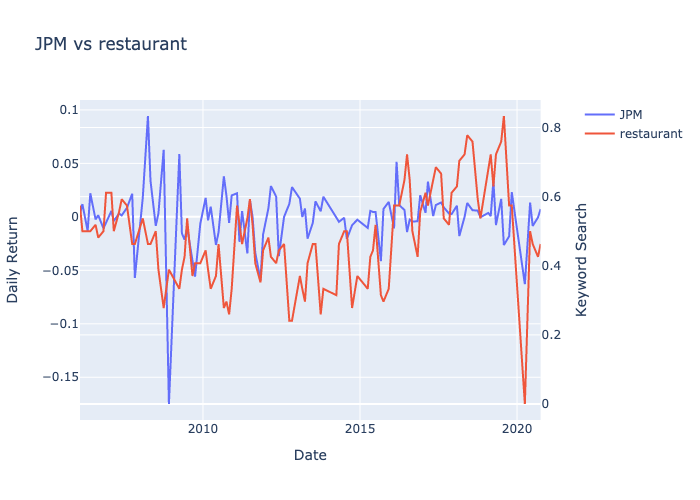 JPM vs restaurant
JPM
restaurant
0.1
0.05
0
−0.05
−0.1
−0.15
0.8
0.6
0.4
0.2
0
2010
2015
2020
Date
Daily Return
Keyword Search